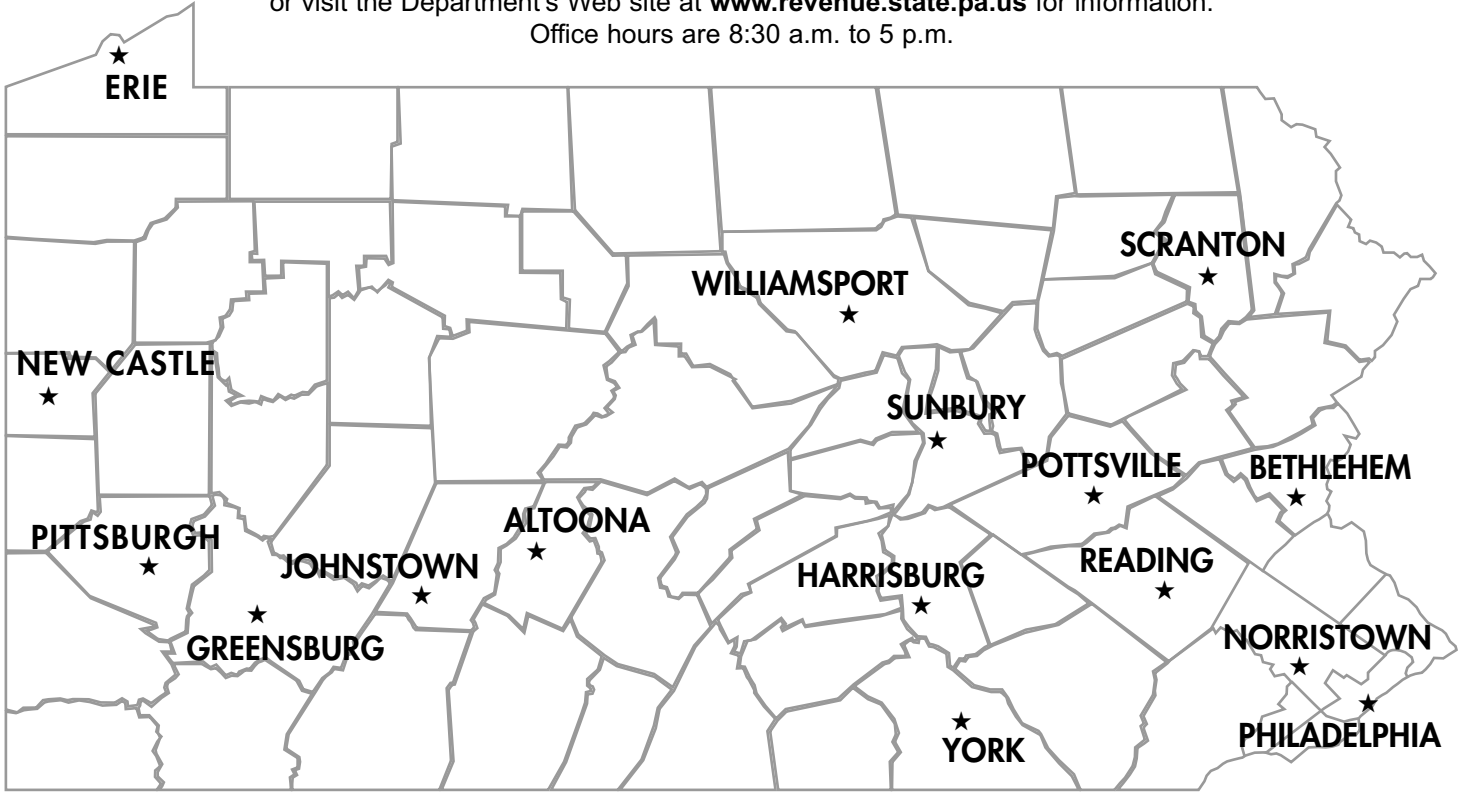 or visit the Department's Web site at www.revenue.state.pa.us for information.
Office hours are 8:30 a.m. to 5 p.m.
ERIE
SCRANTON
WILLIAMSPORT
NEW CASTLE
SUNBURY
POTTSVILLE
BETHLEHEM
ALTOONA
PITTSBURGH
JOHNSTOWN
HARRISBURG
READING
GREENSBURG
NORRISTOWN
PHILADELPHIA
YORK